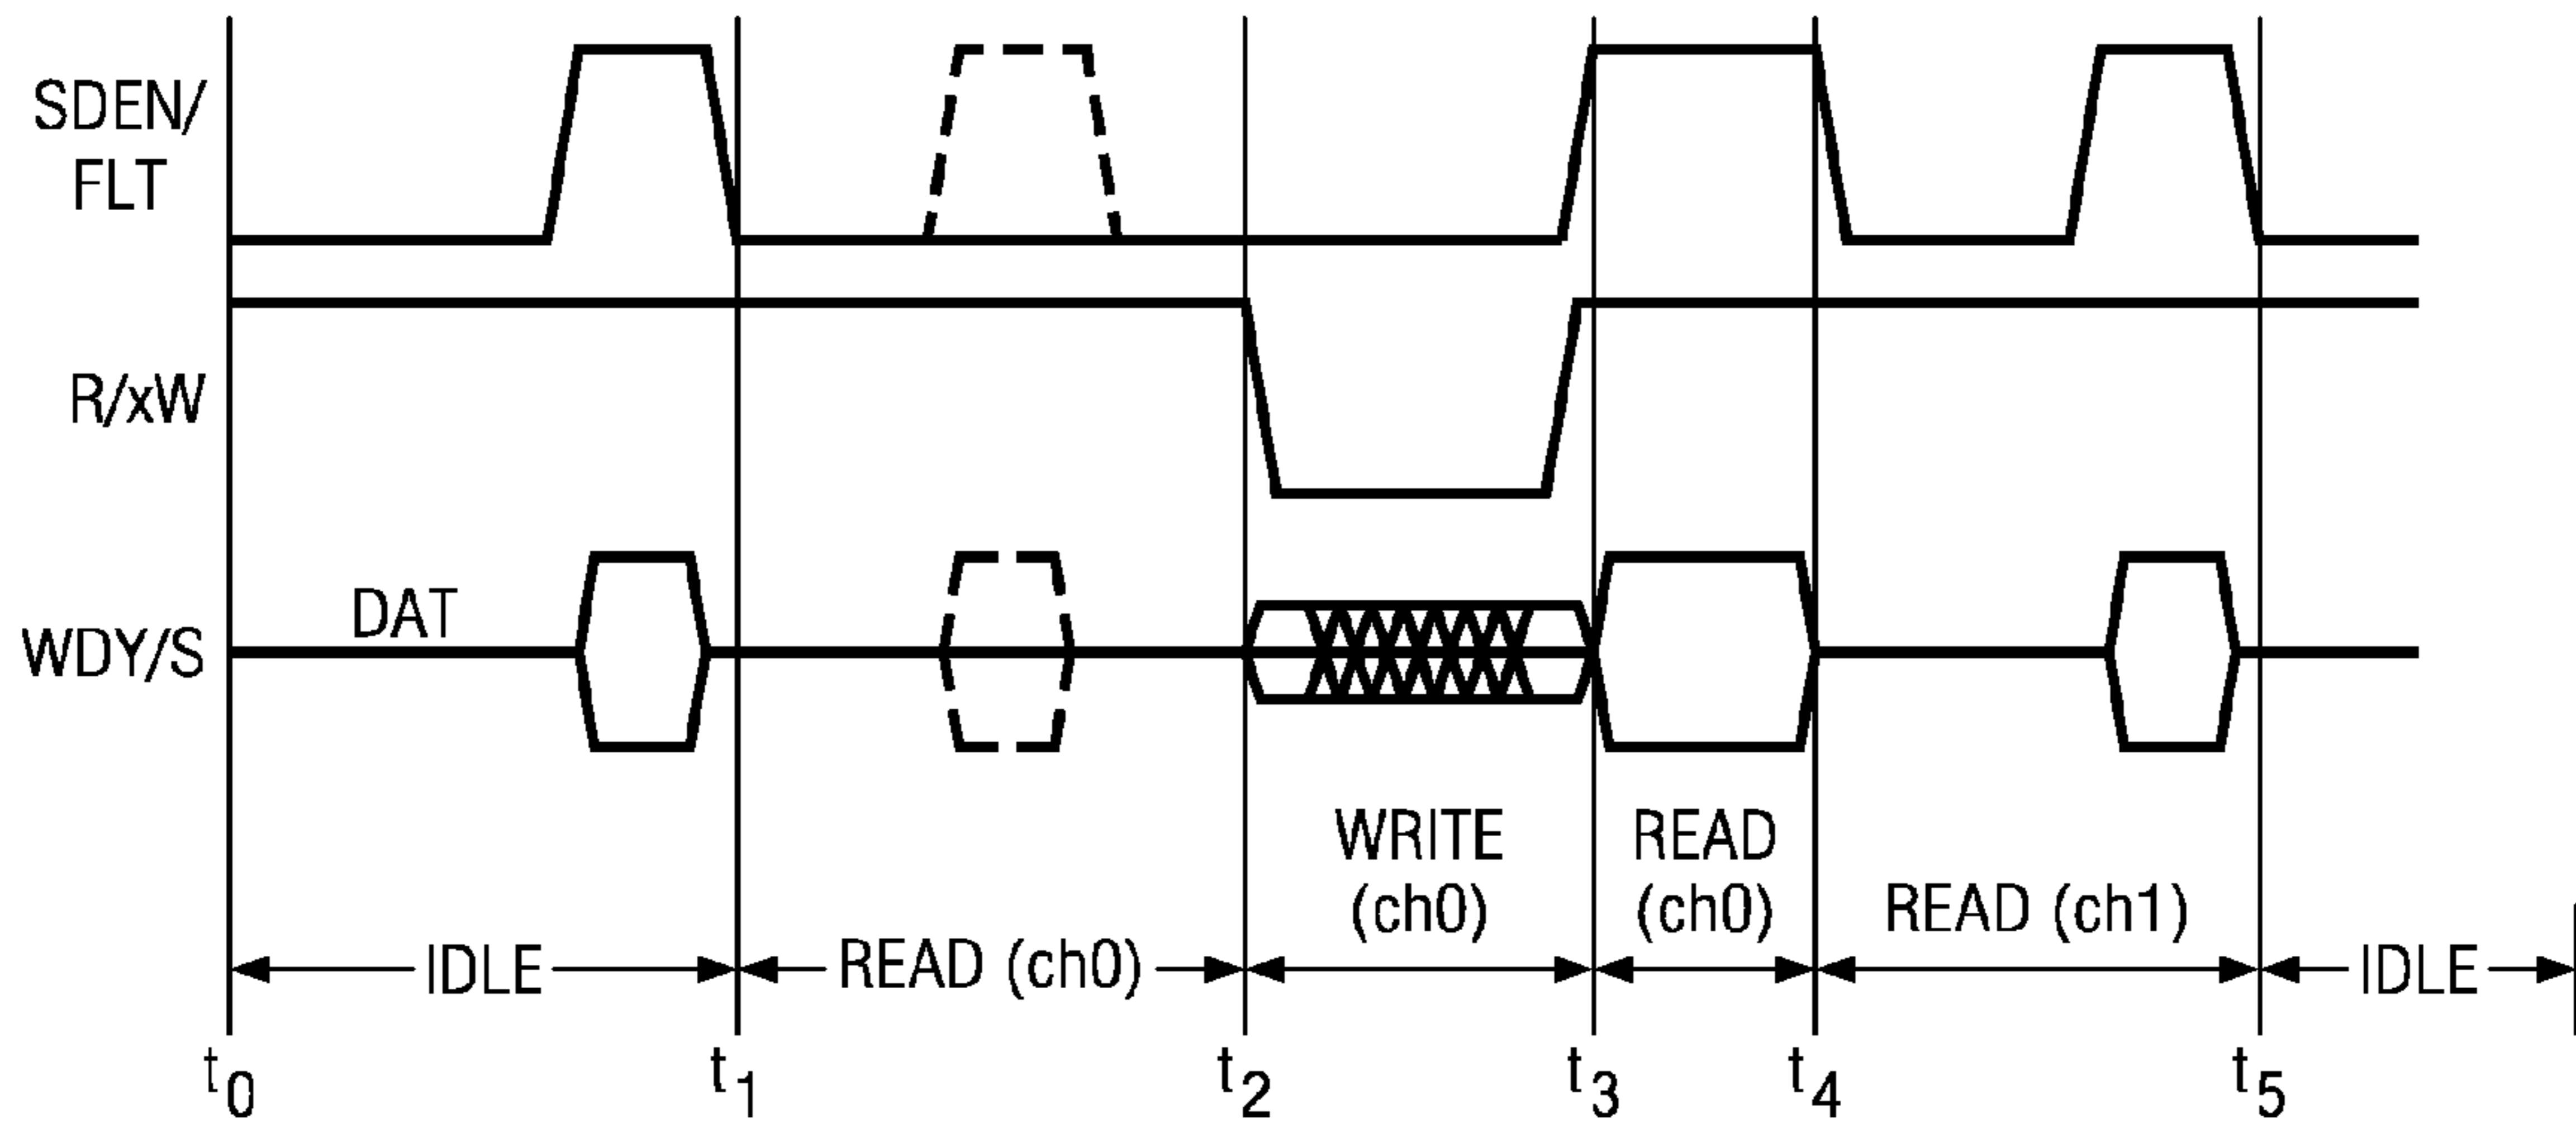 SDEN/
FLT
R/xW
DAT
WDY/S
WRITE
(ch0)
READ
(ch0)
READ (ch1)
IDLE
READ (ch0)
IDLE
t0
t1
t2
t3
t4
t5